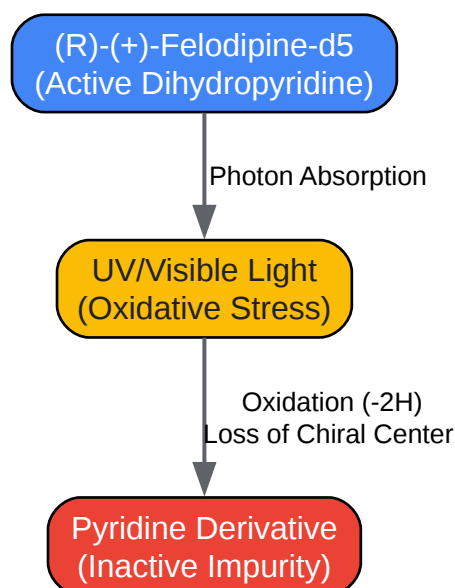 (R)-(+)-Felodipine-d5
(Active Dihydropyridine)
Photon Absorption
UV/Visible Light
(Oxidative Stress)
Oxidation (-2H)
Loss of Chiral Center
Pyridine Derivative
(Inactive Impurity)